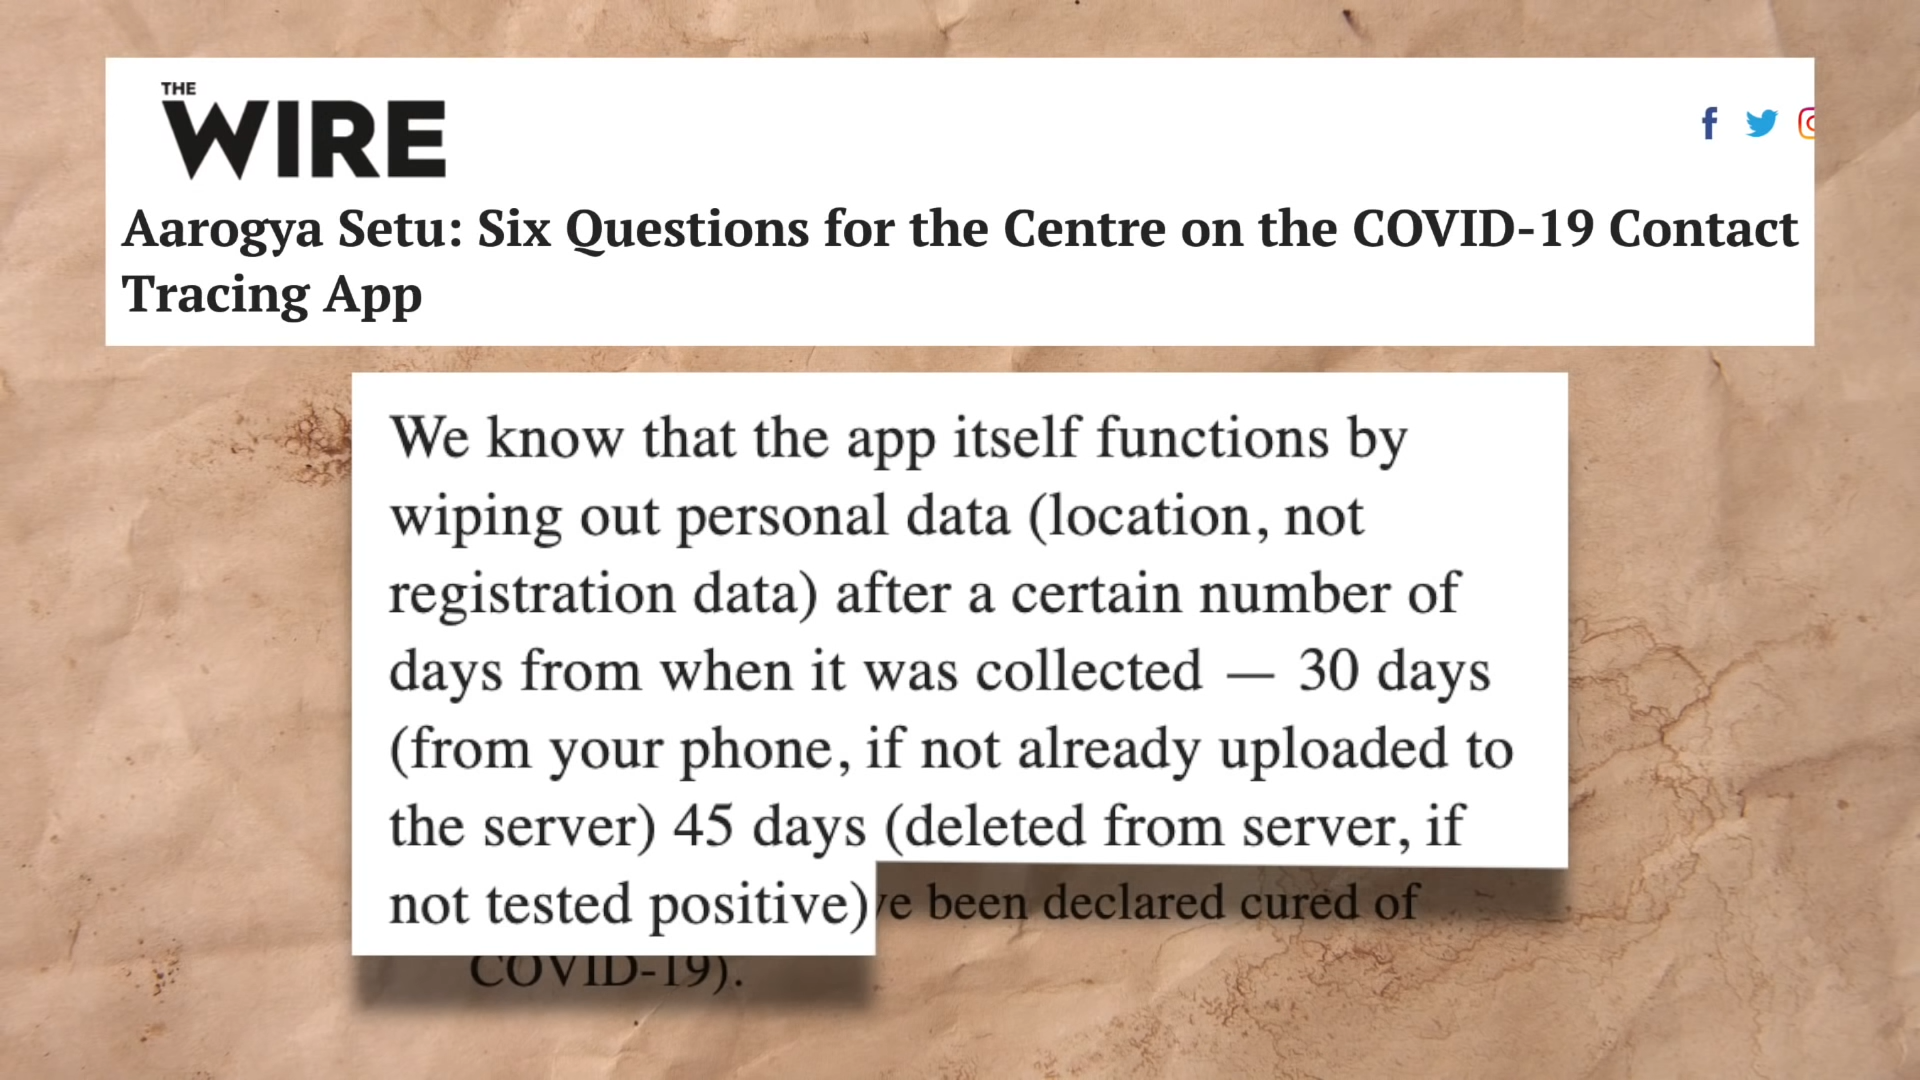 THE
WIRE
Aarogya Setu: Six Questions for the Centre on the COVID-19 Contact
Tracing App
We know that the app itself functions by
wiping out personal data (location, not
registration data) after a certain number of
days from when it was collected — 30 days
(from your phone, if not already uploaded to
the server) 45 days (deleted from server, if
not tested positive)
been declared cured of
COVID-19).